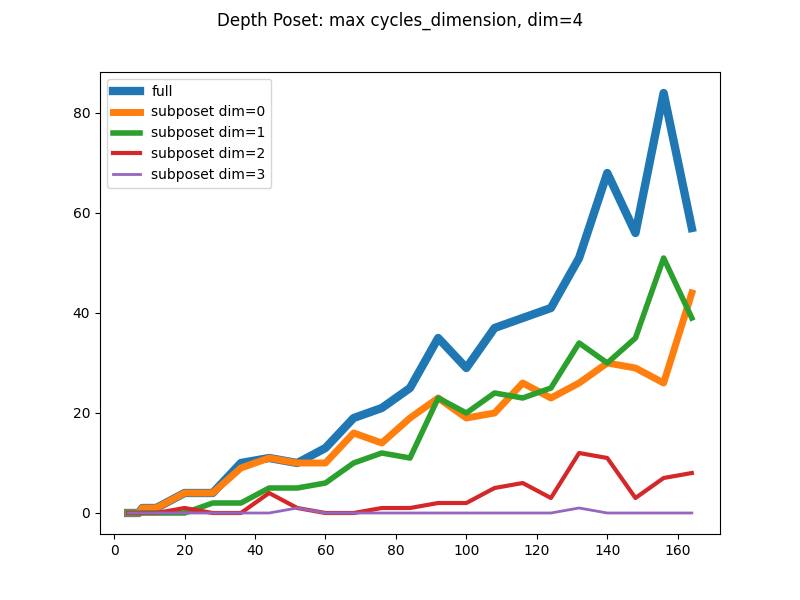 Depth Poset: max cycles_dimension, dim=4
full
subposet dim=0
subposet dim=1
subposet dim=2
subposet dim=3
80
60
40
20
0
0 20 40 60 80 100 120 140 160